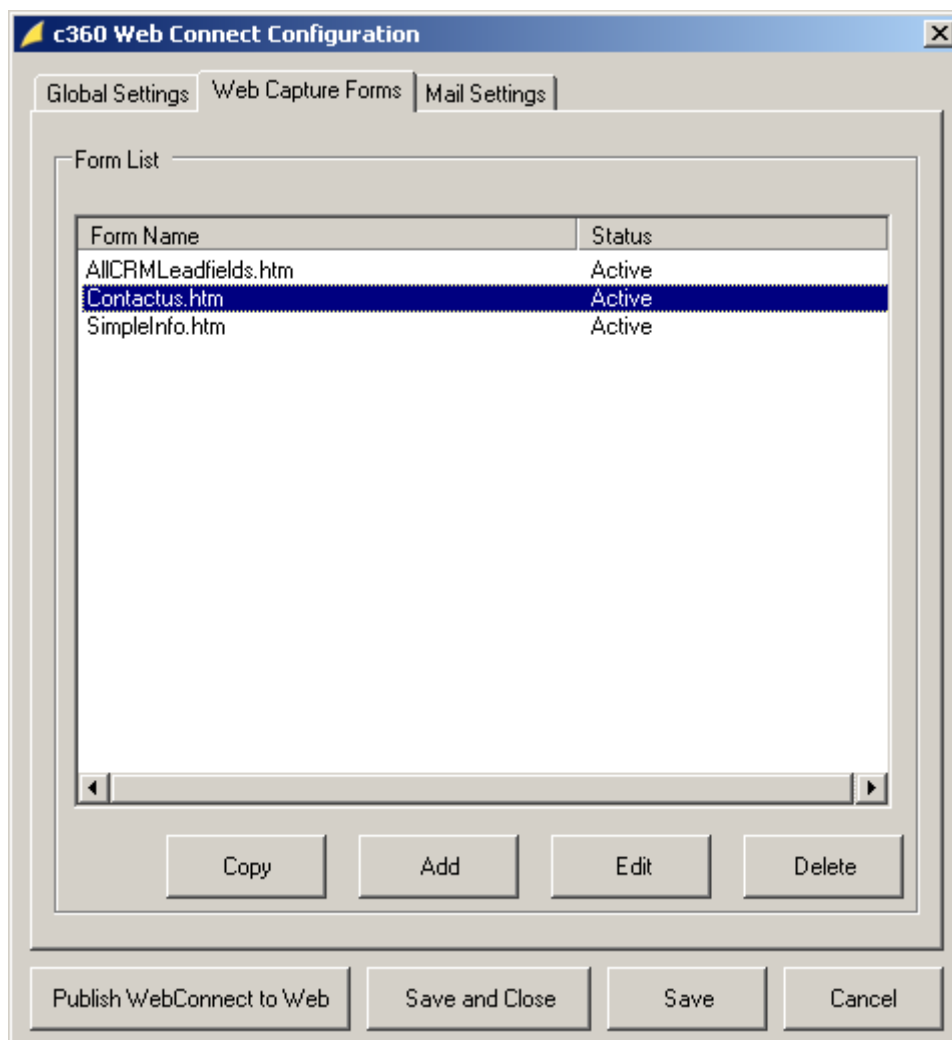 c360 Web Connect Configuration
Global Settings Web Capture Forms Mail Settings
Form List
Form Name Status
AllCRMLeadfields.htm Active
Contactus.htm Active
SimpleInfo.htm Active
Copy Add Edit Delete
Publish WebConnect to Web Save and Close Save Cancel